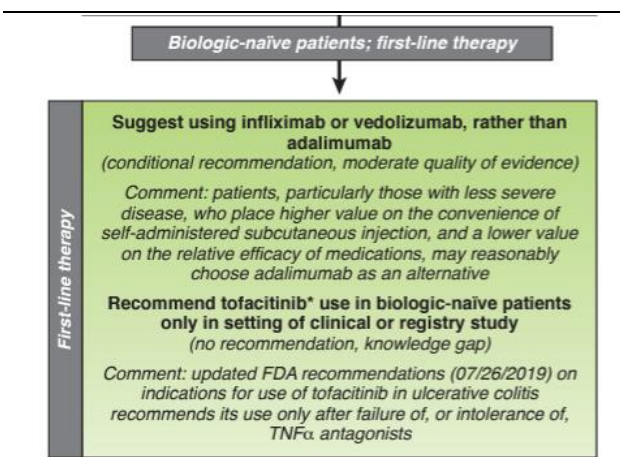 Biologic-naïve patients; first-line therapy
First-line therapy
Suggest using infliximab or vedolizumab, rather than
adalimumab
(conditional recommendation, moderate quality of evidence)
Comment: patients, particularly those with less severe
disease, who place higher value on the convenience of
self-administered subcutaneous injection, and a lower value
on the relative efficacy of medications, may reasonably
choose adalimumab as an alternative
Recommend tofacitinib* use in biologic-naïve patients
only in setting of clinical or registry study
(no recommendation, knowledge gap)
Comment: updated FDA recommendations (07/26/2019) on
indications for use of tofacitinib in ulcerative colitis
recommends its use only after failure of, or intolerance of,
TNFα antagonists